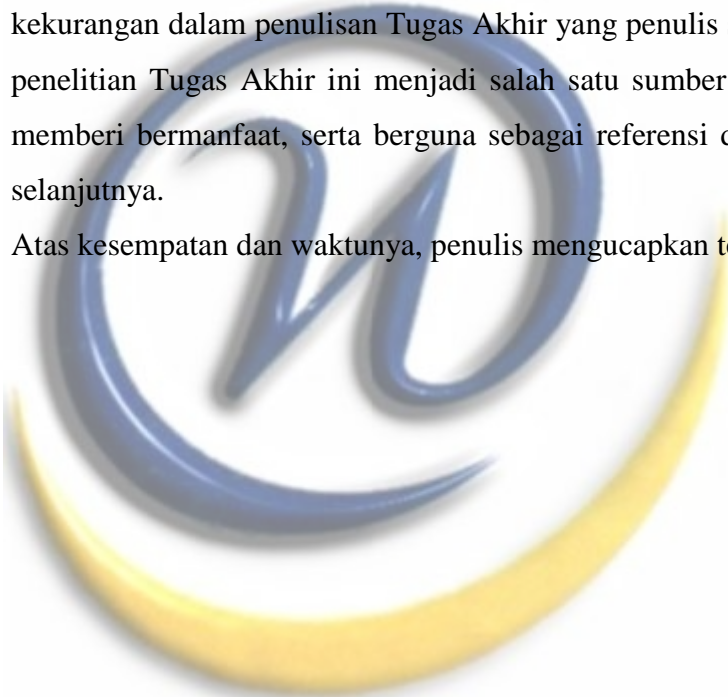 kekurangan dalam penulisan Tugas Akhir yang penulis
penelitian Tugas Akhir ini menjadi salah satu sumber
memberi bermanfaat, serta berguna sebagai referensi
selanjutnya.
Atas kesempatan dan waktunya, penulis mengucapkan